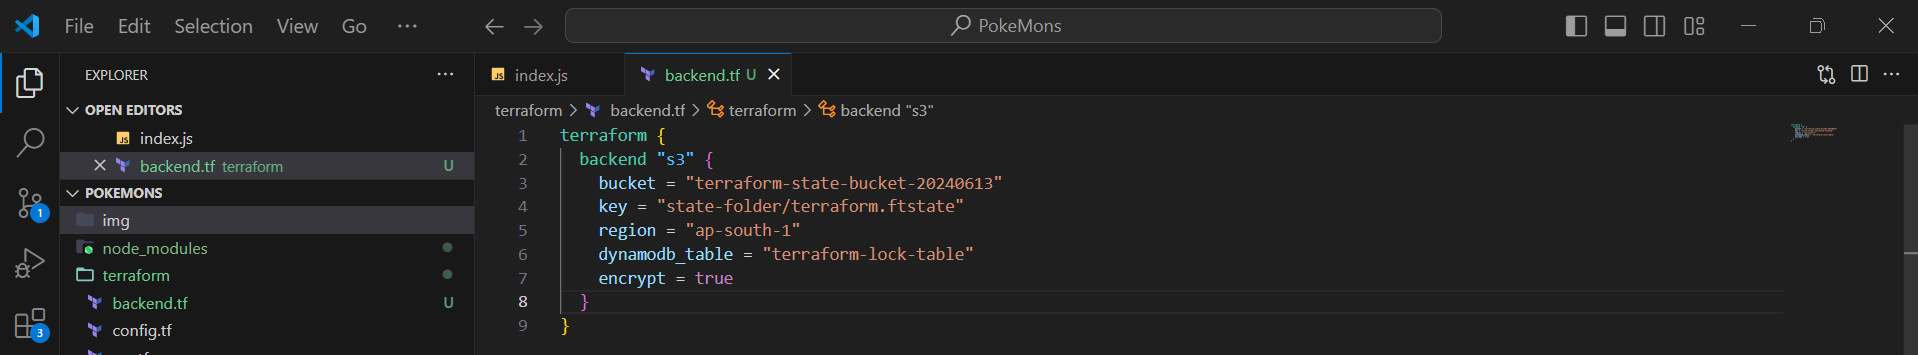 File Edit Selection View Go ··· PokeMons
EXPLORER ···
OPEN EDITORS
JS index.js
backend.tf terraform U
POKEMONS
img
node_modules
terraform
backend.tf U
config.tf
1
3
JS index.js backend.tf U
terraform > backend.tf > terraform > backend "s3"
1 terraform {
2 backend "s3" {
3 bucket = "terraform-state-bucket-20240613"
4 key = "state-folder/terraform.ftstate"
5 region = "ap-south-1"
6 dynamodb_table = "terraform-lock-table"
7 encrypt = true
8 }
9 }